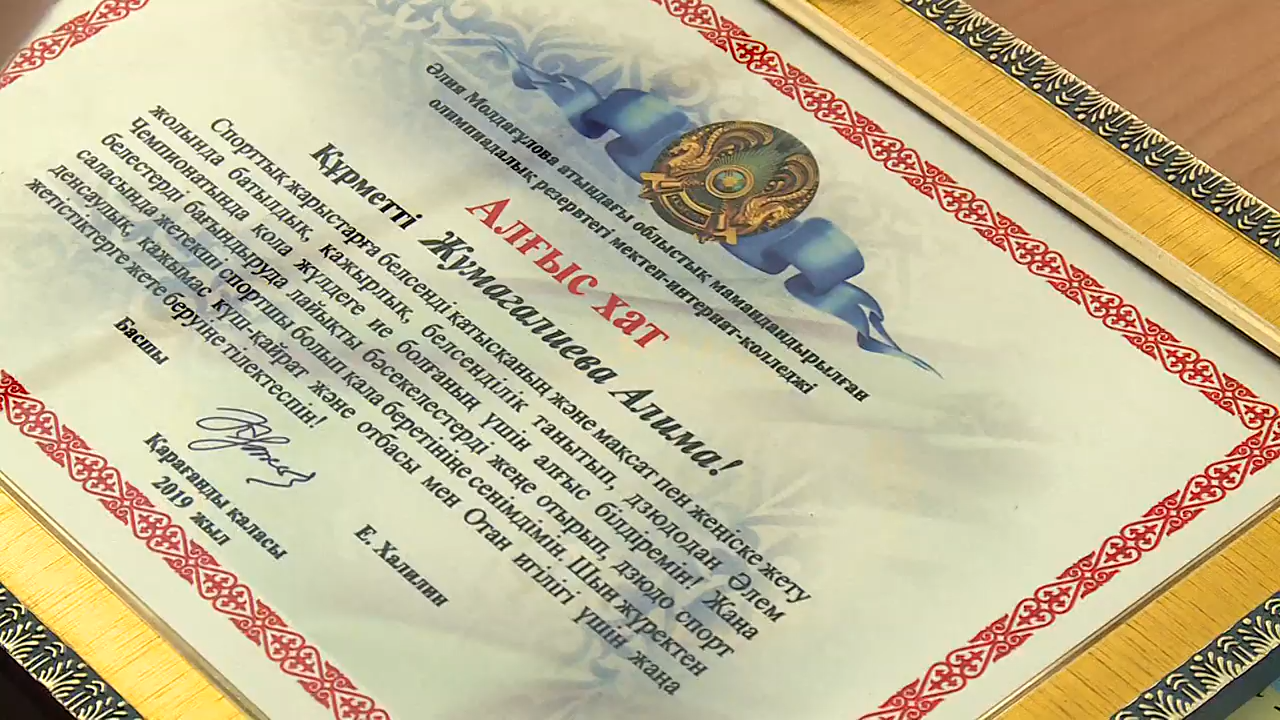 Әлия Молдағұлова атындағы облыстық мамандандырылған
олимпиадалық резервтегі мектеп-интернат-колледжі
АЛҒЫС ХАТ
Құрметті Жумагалиева Алима!
Спорттық жарыстарға белсенді қатысқаның және мақсат пен жеңіске жету
жолында батылдық, қажырлық, белсенділік танытып, дзюдодан Әлем
Чемпионатында қола жүлдеге ие болғаның үшін алғыс білдіремін! Жаңа
белестерді бағындыруда лайықты бәсекелестерді жеңе отырып, дзюдо спорт
саласында жетекші спортшы болып қала беретініңе сенімдімін. Шын жүректен
денсаулық, қажымас күш-қайрат және отбасы мен Отан игілігі үшін жаңа
жетістіктерге жете беруіңе тілектеспін!
Басшы
Е. Халилин
Қарағанды қаласы
2019 жыл